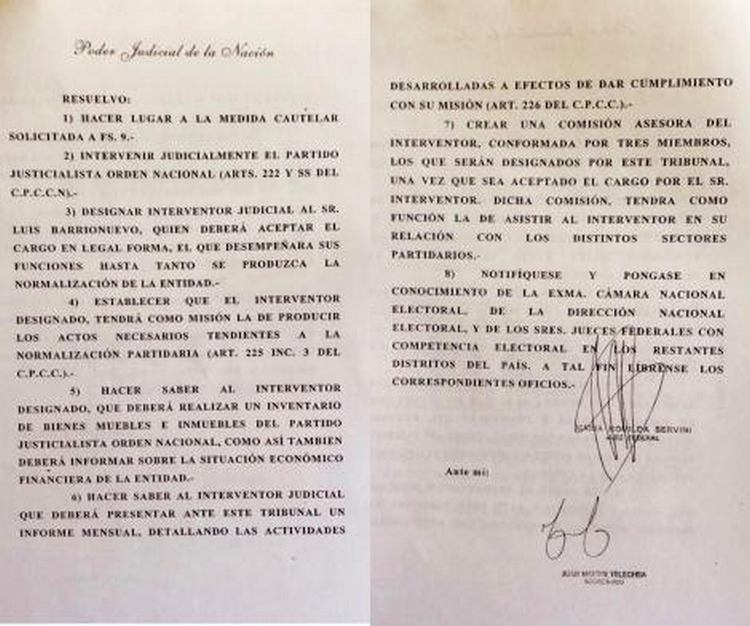 Poder Judicial de la Nación
RESUELVO:
1) HACER LUGAR A LA MEDIDA CAUTELAR
SOLICITADA A FS. 9.-
2) INTERVENIR JUDICIALMENTE EL PARTIDO
JUSTICIALISTA ORDEN NACIONAL (ARTS. 222 Y SS DEL
C.P.C.C.N).-
3) DESIGNAR INTERVENTOR JUDICIAL AL SR.
LUIS BARRIONUEVO, QUIEN DEBERÁ ACEPTAR EL
CARGO EN LEGAL FORMA, EL QUE DESEMPEÑARA SUS
FUNCIONES HASTA TANTO SE PRODUZCA LA
NORMALIZACIÓN DE LA ENTIDAD.-
4) ESTABLECER QUE EL INTERVENTOR
DESIGNADO, TENDRÁ COMO MISIÓN LA DE PRODUCIR
LOS ACTOS NECESARIOS TENDIENTES A LA
NORMALIZACIÓN PARTIDARIA (ART. 225 INC. 3 DEL
C.P.C.C.).-
5) HACER SABER AL INTERVENTOR
DESIGNADO, QUE DEBERÁ REALIZAR UN INVENTARIO
DE BIENES MUEBLES E INMUEBLES DEL PARTIDO
JUSTICIALISTA ORDEN NACIONAL, COMO ASÍ TAMBIEN
DEBERÁ INFORMAR SOBRE LA SITUACIÓN ECONÓMICO
FINANCIERA DE LA ENTIDAD.-
6) HACER SABER AL INTERVENTOR JUDICIAL
QUE DEBERÁ PRESENTAR ANTE ESTE TRIBUNAL UN
INFORME MENSUAL, DETALLANDO LAS ACTIVIDADES
DESARROLLADAS A EFECTOS DE DAR CUMPLIMIENTO
CON SU MISIÓN (ART. 226 DEL C.P.C.C.).-
7) CREAR UNA COMISIÓN ASESORA DEL
INTERVENTOR, CONFORMADA POR TRES MIEMBROS,
LOS QUE SERÁN DESIGNADOS POR ESTE TRIBUNAL,
UNA VEZ QUE SEA ACEPTADO EL CARGO POR EL SR.
INTERVENTOR. DICHA COMISIÓN, TENDRA COMO
FUNCIÓN LA DE ASISTIR AL INTERVENTOR EN SU
RELACIÓN CON LOS DISTINTOS SECTORES
PARTIDARIOS.-
8) NOTIFÍQUESE Y PONGASE EN
CONOCIMIENTO DE LA EXMA. CÁMARA NACIONAL
ELECTORAL, DE LA DIRECCIÓN NACIONAL
ELECTORAL, Y DE LOS SRES. JUECES FEDERALES CON
COMPETENCIA ELECTORAL EN LOS RESTANTES
DISTRITOS DEL PAÍS. A TAL FIN LÍBRENSE LOS
CORRESPONDIENTES OFICIOS.-
SERVINI
JUEZ FEDERAL
Ante mi: